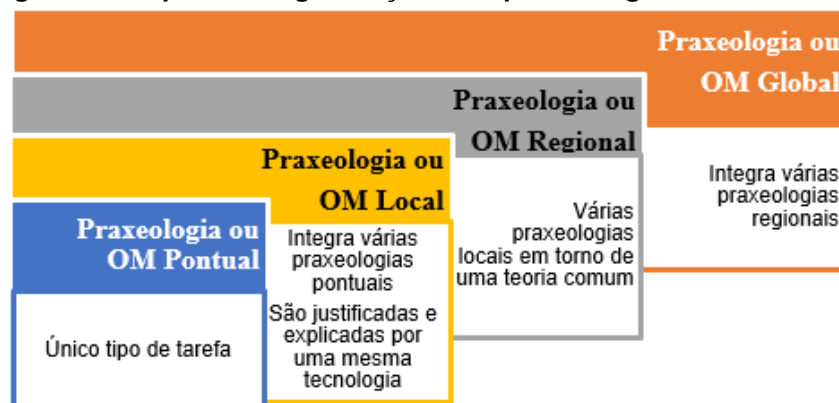 Praxeologia ou
OM Global
Integra várias
praxeologias
regionais
Praxeologia ou
OM Regional
Várias
praxeologias
locais em torno de
uma teoria comum
Praxeologia ou
OM Local
Integra várias
praxeologias
pontuais
São justificadas e
explicadas por
uma mesma
tecnologia
Praxeologia ou
OM Pontual
Único tipo de tarefa